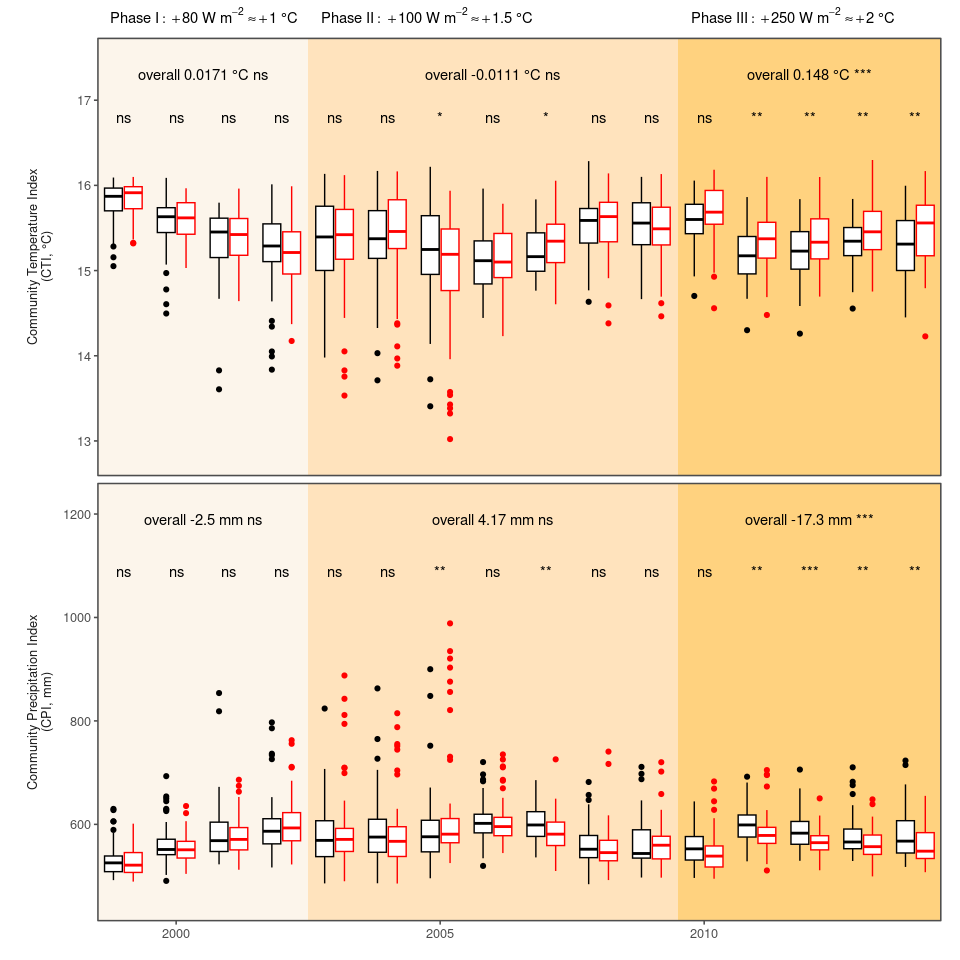 Phase I : +80 W m⁻² ≈+1 °C
Phase II : +100 W m⁻² ≈+1.5 °C
Phase III : +250 W m⁻² ≈+2 °C
overall 0.0171 °C ns
overall -0.0111 °C ns
overall 0.148 °C ***
ns ns ns ns ns ns * ns * ns ns ns ** ** ** **
Community Temperature Index
(CTI, °C)
17
16
15
14
13
overall -2.5 mm ns
overall 4.17 mm ns
overall -17.3 mm ***
ns ns ns ns ns ns ** ns ** ns ns ns ** *** ** **
Community Precipitation Index
(CPI, mm)
1200
1000
800
600
2000 2005 2010